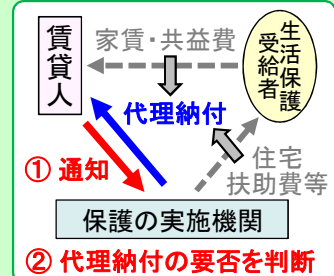 賃貸人
家賃・共益費
生活保護
受給者
代理納付
① 通知
住宅
扶助費等
保護の実施機関
② 代理納付の要否を判断